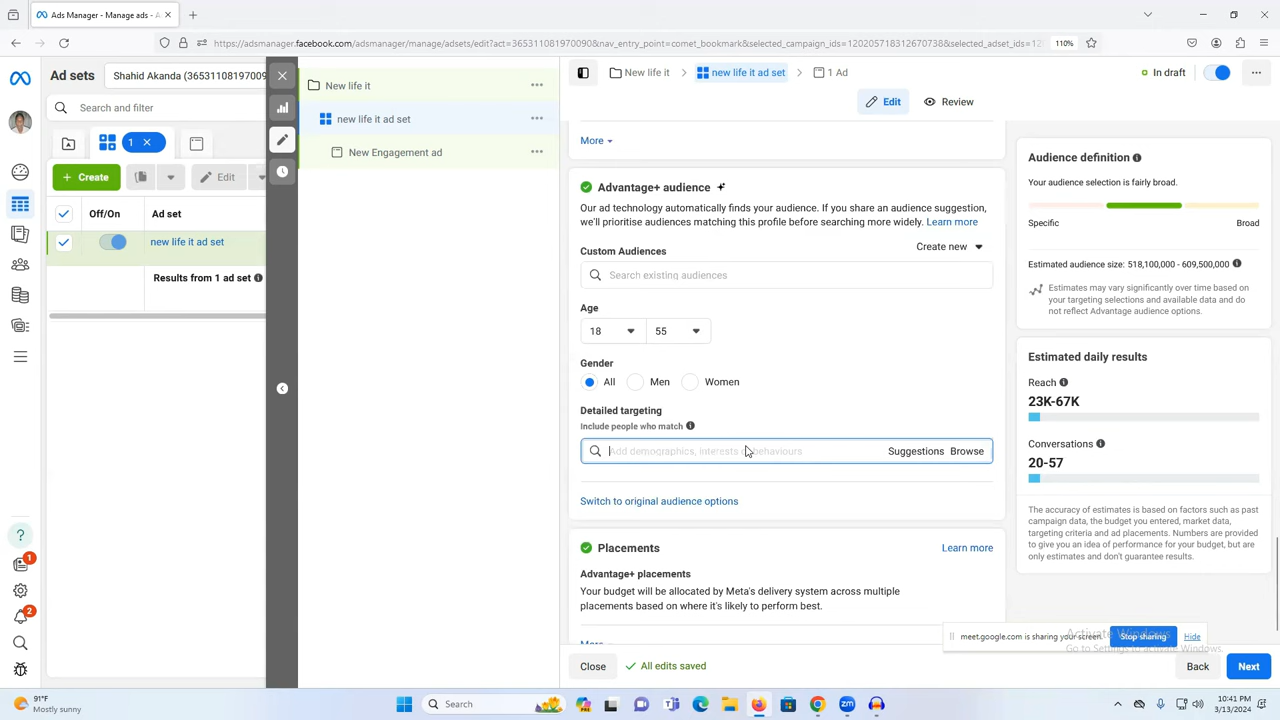 Ads Manager - Manage ads - A
https://adsmanager.facebook.com/adsmanager/manage/adsets/edit?act=365311081970090&nav_entry_point=comet_bookmark&selected_campaign_ids=120205718312670738&selected_adset_ids=12
110%
Ad sets
Shahid Akanda (36531108197009
Search and filter
1
Create
Edit
Off/On
Ad set
new life it ad set
Results from 1 ad set
New life it
new life it ad set
New Engagement ad
New life it
new life it ad set
1 Ad
In draft
Edit
Review
More
Advantage+ audience
Our ad technology automatically finds your audience. If you share an audience suggestion,
we'll prioritise audiences matching this profile before searching more widely. Learn more
Custom Audiences
Create new
Search existing audiences
Age
18
55
Gender
All
Men
Women
Detailed targeting
Include people who match
Add demographics, interests or behaviours
Suggestions
Browse
Switch to original audience options
Placements
Learn more
Advantage+ placements
Your budget will be allocated by Meta's delivery system across multiple
placements based on where it's likely to perform best.
More
Audience definition
Your audience selection is fairly broad.
Specific
Broad
Estimated audience size: 518,100,000 - 609,500,000
Estimates may vary significantly over time based on
your targeting selections and available data and do
not reflect Advantage audience options.
Estimated daily results
Reach
23K-67K
Conversations
20-57
The accuracy of estimates is based on factors such as past
campaign data, the budget you entered, market data,
targeting criteria and ad placements. Numbers are provided
to give you an idea of performance for your budget, but are
only estimates and don't guarantee results.
meet.google.com is sharing your screen.
Stop sharing
Hide
Activate Windows
Go to Settings to activate Windows.
Close
All edits saved
Back
Next
1
2
91°F
Mostly sunny
Search
10:41 PM
3/13/2024